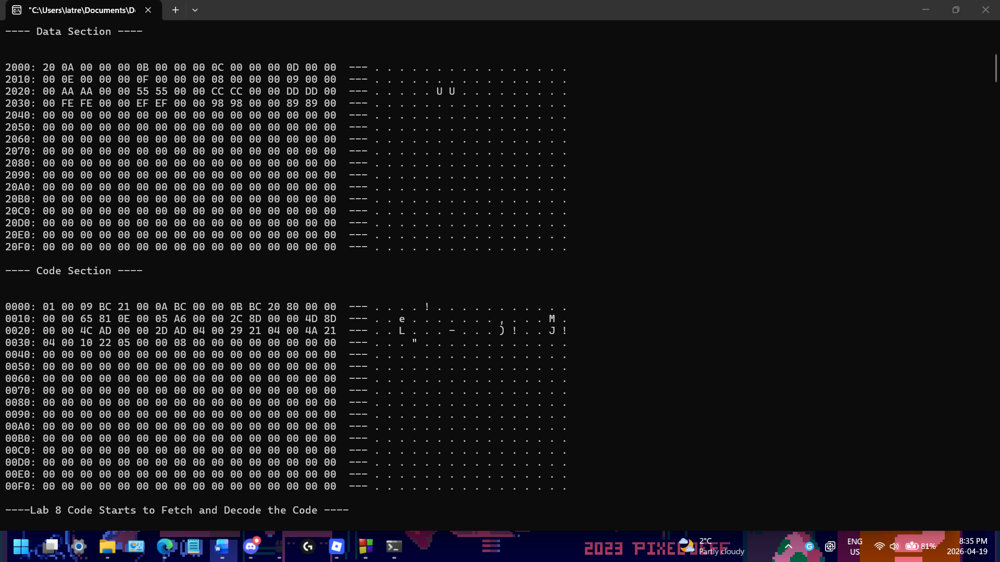 "C:\Users\latre\Documents\D
---- Data Section ----
2000: 20 0A 00 00 00 0B 00 00 00 0C 00 00 00 0D 00 00 --- . . . . . . . . . . . . . . . .
2010: 00 0E 00 00 00 0F 00 00 00 08 00 00 00 09 00 00 --- . . . . . . . . . . . . . . . .
2020: 00 AA AA 00 00 55 55 00 00 CC CC 00 00 DD DD 00 --- . . . . . U U . . . . . . . . .
2030: 00 FE FE 00 00 EF EF 00 00 98 98 00 00 89 89 00 --- . . . . . . . . . . . . . . . .
2040: 00 00 00 00 00 00 00 00 00 00 00 00 00 00 00 00 --- . . . . . . . . . . . . . . . .
2050: 00 00 00 00 00 00 00 00 00 00 00 00 00 00 00 00 --- . . . . . . . . . . . . . . . .
2060: 00 00 00 00 00 00 00 00 00 00 00 00 00 00 00 00 --- . . . . . . . . . . . . . . . .
2070: 00 00 00 00 00 00 00 00 00 00 00 00 00 00 00 00 --- . . . . . . . . . . . . . . . .
2080: 00 00 00 00 00 00 00 00 00 00 00 00 00 00 00 00 --- . . . . . . . . . . . . . . . .
2090: 00 00 00 00 00 00 00 00 00 00 00 00 00 00 00 00 --- . . . . . . . . . . . . . . . .
20A0: 00 00 00 00 00 00 00 00 00 00 00 00 00 00 00 00 --- . . . . . . . . . . . . . . . .
20B0: 00 00 00 00 00 00 00 00 00 00 00 00 00 00 00 00 --- . . . . . . . . . . . . . . . .
20C0: 00 00 00 00 00 00 00 00 00 00 00 00 00 00 00 00 --- . . . . . . . . . . . . . . . .
20D0: 00 00 00 00 00 00 00 00 00 00 00 00 00 00 00 00 --- . . . . . . . . . . . . . . . .
20E0: 00 00 00 00 00 00 00 00 00 00 00 00 00 00 00 00 --- . . . . . . . . . . . . . . . .
20F0: 00 00 00 00 00 00 00 00 00 00 00 00 00 00 00 00 --- . . . . . . . . . . . . . . . .
---- Code Section ----
0000: 01 00 09 BC 21 00 0A BC 00 00 0B BC 20 80 00 00 --- . . . . ! . . . . . . . . . . .
0010: 00 00 65 81 0E 00 05 A6 00 00 2C 8D 00 00 4D 8D --- . . e . . . . . . . , . . . M .
0020: 00 00 4C AD 00 00 2D AD 04 00 29 21 04 00 4A 21 --- . . L . . . - . . . ) ! . . J !
0030: 04 00 10 22 05 00 00 08 00 00 00 00 00 00 00 00 --- . . . " . . . . . . . . . . . .
0040: 00 00 00 00 00 00 00 00 00 00 00 00 00 00 00 00 --- . . . . . . . . . . . . . . . .
0050: 00 00 00 00 00 00 00 00 00 00 00 00 00 00 00 00 --- . . . . . . . . . . . . . . . .
0060: 00 00 00 00 00 00 00 00 00 00 00 00 00 00 00 00 --- . . . . . . . . . . . . . . . .
0070: 00 00 00 00 00 00 00 00 00 00 00 00 00 00 00 00 --- . . . . . . . . . . . . . . . .
0080: 00 00 00 00 00 00 00 00 00 00 00 00 00 00 00 00 --- . . . . . . . . . . . . . . . .
0090: 00 00 00 00 00 00 00 00 00 00 00 00 00 00 00 00 --- . . . . . . . . . . . . . . . .
00A0: 00 00 00 00 00 00 00 00 00 00 00 00 00 00 00 00 --- . . . . . . . . . . . . . . . .
00B0: 00 00 00 00 00 00 00 00 00 00 00 00 00 00 00 00 --- . . . . . . . . . . . . . . . .
00C0: 00 00 00 00 00 00 00 00 00 00 00 00 00 00 00 00 --- . . . . . . . . . . . . . . . .
00D0: 00 00 00 00 00 00 00 00 00 00 00 00 00 00 00 00 --- . . . . . . . . . . . . . . . .
00E0: 00 00 00 00 00 00 00 00 00 00 00 00 00 00 00 00 --- . . . . . . . . . . . . . . . .
00F0: 00 00 00 00 00 00 00 00 00 00 00 00 00 00 00 00 --- . . . . . . . . . . . . . . . .
----Lab 8 Code Starts to Fetch and Decode the Code ----
2023
2°C
Partly cloudy
ENG
US
81%
8:35 PM
2026-04-19